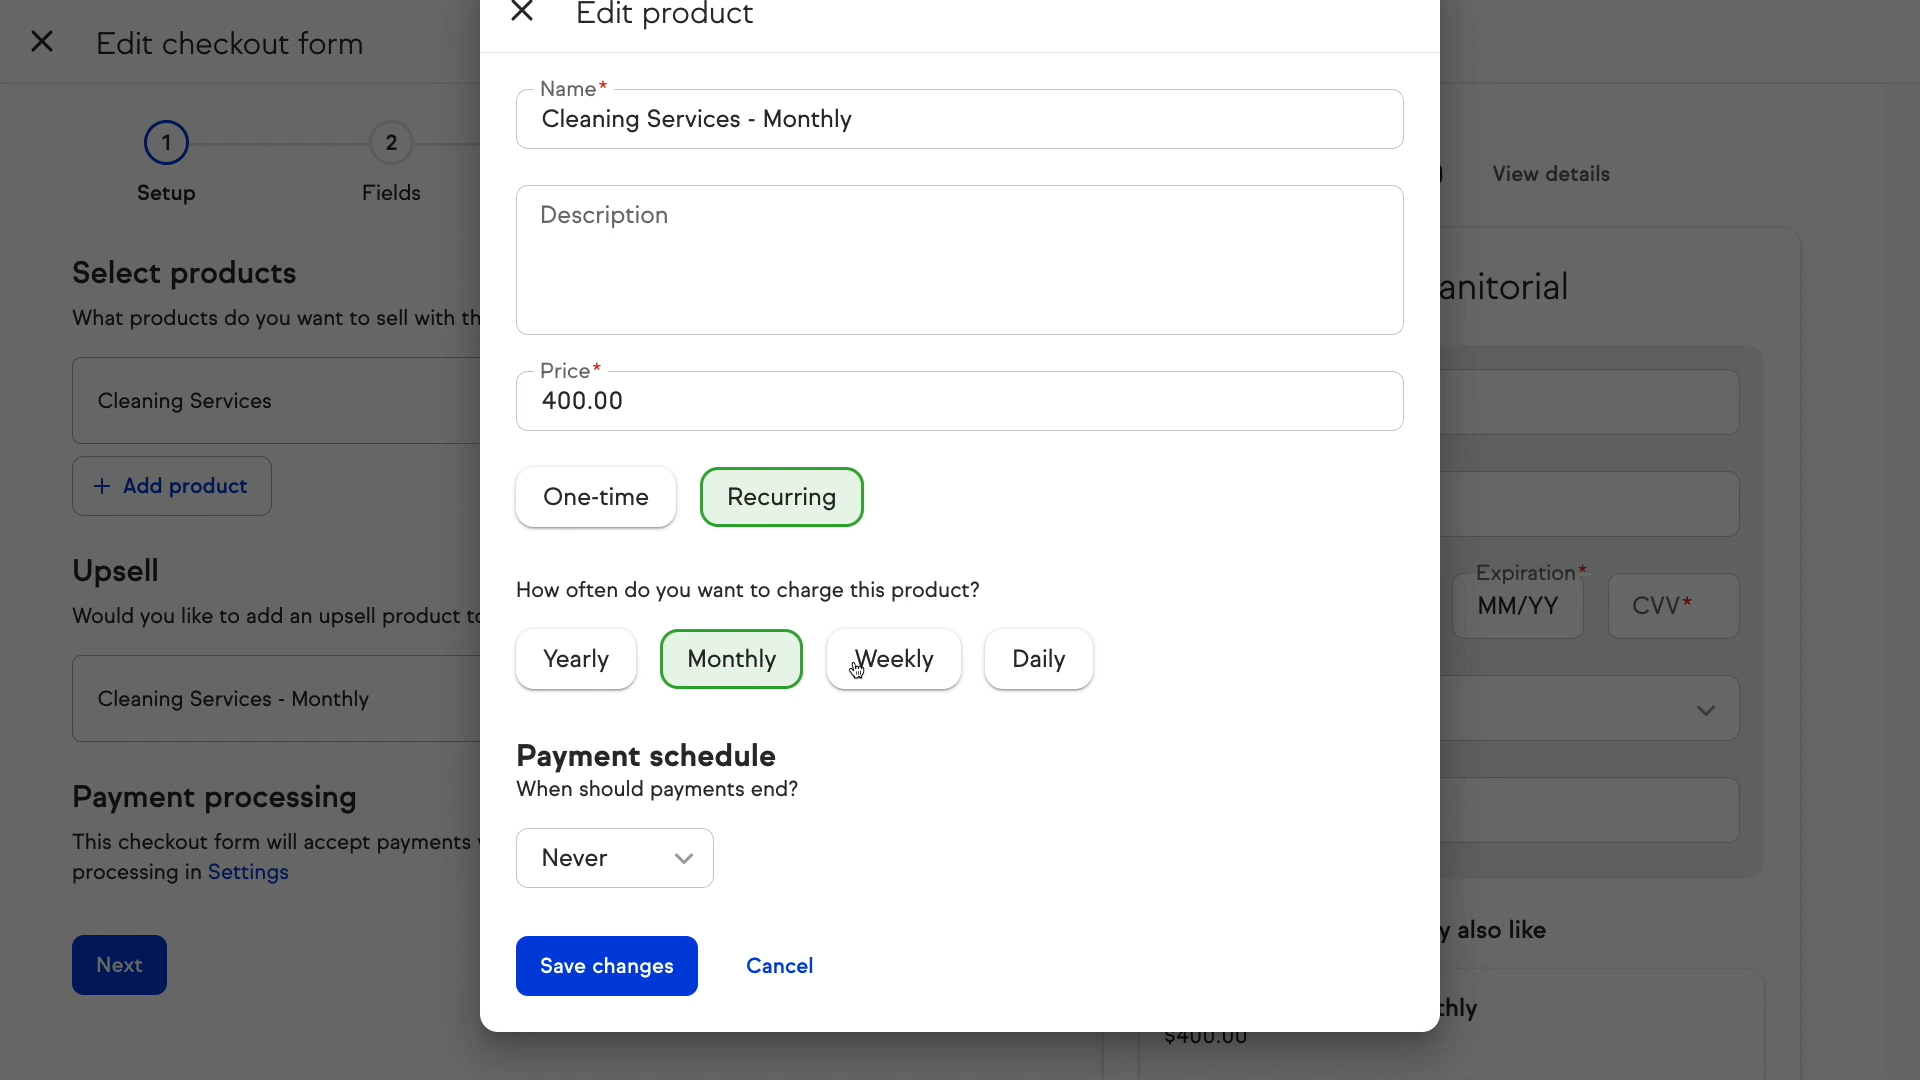 Edit checkout form
1
2
Setup
Fields
Select products
What products do you want to sell with
Cleaning Services
+ Add product
Upsell
Would you like to add an upsell product
Cleaning Services - Monthly
Payment processing
This checkout form will accept payments
processing in Settings
Next
Edit product
Name*
Cleaning Services - Monthly
Description
Price*
400.00
One-time
Recurring
How often do you want to charge this product?
Yearly
Monthly
Weekly
Daily
Payment schedule
When should payments end?
Never
Save changes
Cancel
View details
anitorial
Expiration*
MM/YY
CVV*
y also like
thly
$400.00